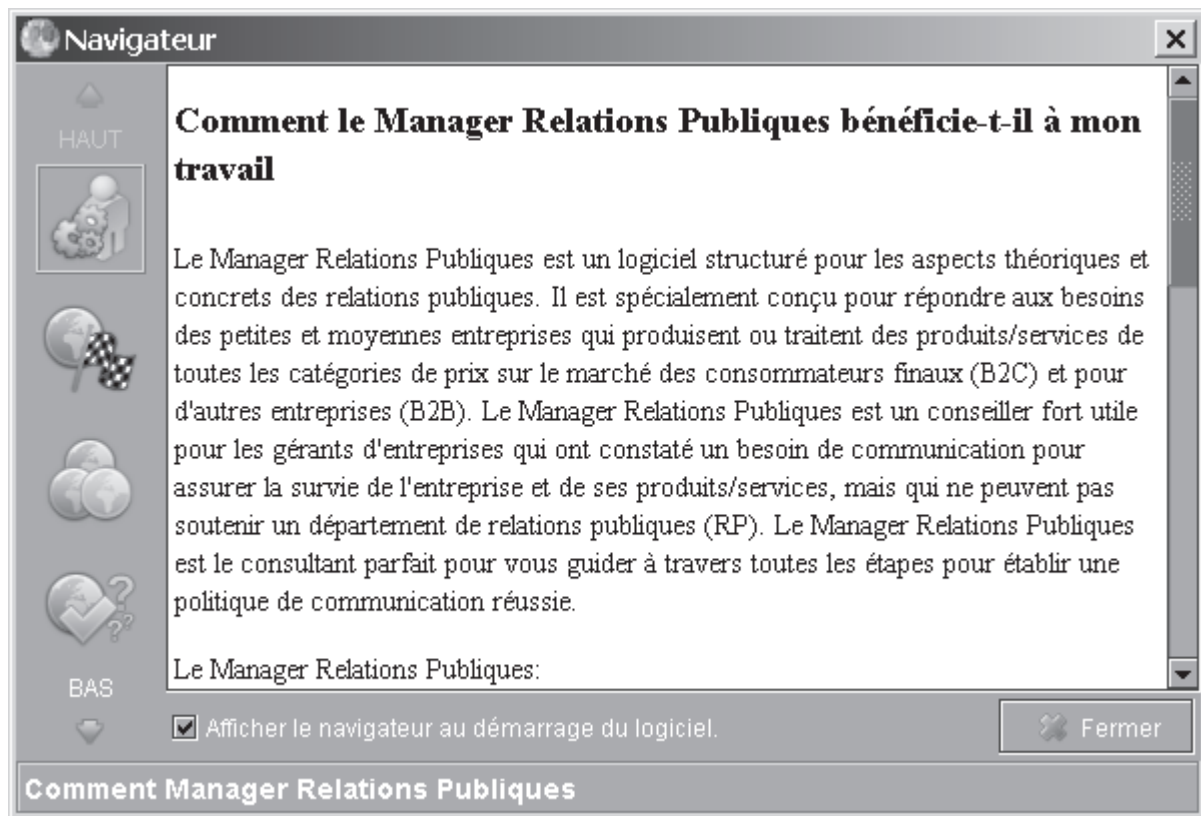 Navigateur
HAUT
Comment le Manager Relations Publiques bénéficie-t-il à mon
travail
Le Manager Relations Publiques est un logiciel structuré pour les aspects théoriques et
concrets des relations publiques. Il est spécialement conçu pour répondre aux besoins
des petites et moyennes entreprises qui produisent ou traitent des produits/services de
toutes les catégories de prix sur le marché des consommateurs finaux (B2C) et pour
d'autres entreprises (B2B). Le Manager Relations Publiques est un conseiller fort utile
pour les gérants d'entreprises qui ont constaté un besoin de communication pour
assurer la survie de l'entreprise et de ses produits/services, mais qui ne peuvent pas
soutenir un département de relations publiques (RP). Le Manager Relations Publiques
est le consultant parfait pour vous guider à travers toutes les étapes pour établir une
politique de communication réussie.
Le Manager Relations Publiques:
BAS
Afficher le navigateur au démarrage du logiciel.
Fermer
Comment Manager Relations Publiques